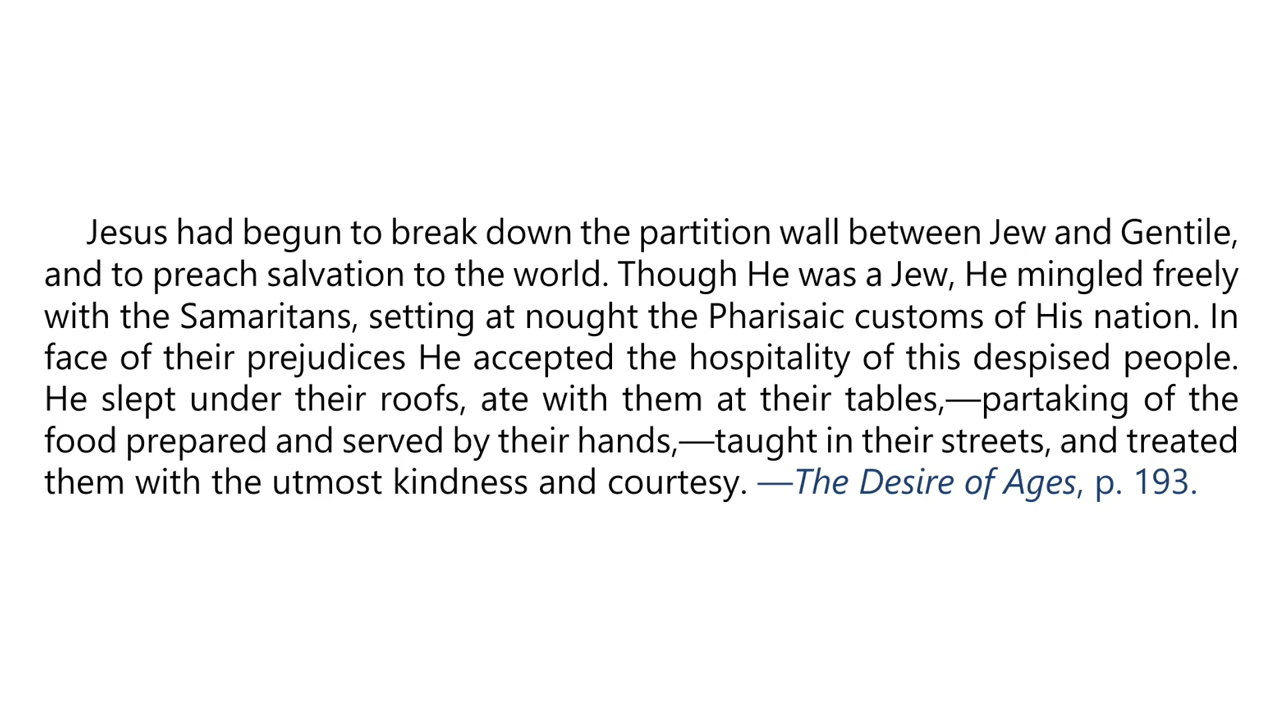 Jesus had begun to break down the partition wall between Jew and Gentile,
and to preach salvation to the world. Though He was a Jew, He mingled freely
with the Samaritans, setting at nought the Pharisaic customs of His nation. In
face of their prejudices He accepted the hospitality of this despised people.
He slept under their roofs, ate with them at their tables,—partaking of the
food prepared and served by their hands,—taught in their streets, and treated
them with the utmost kindness and courtesy. —The Desire of Ages, p. 193.